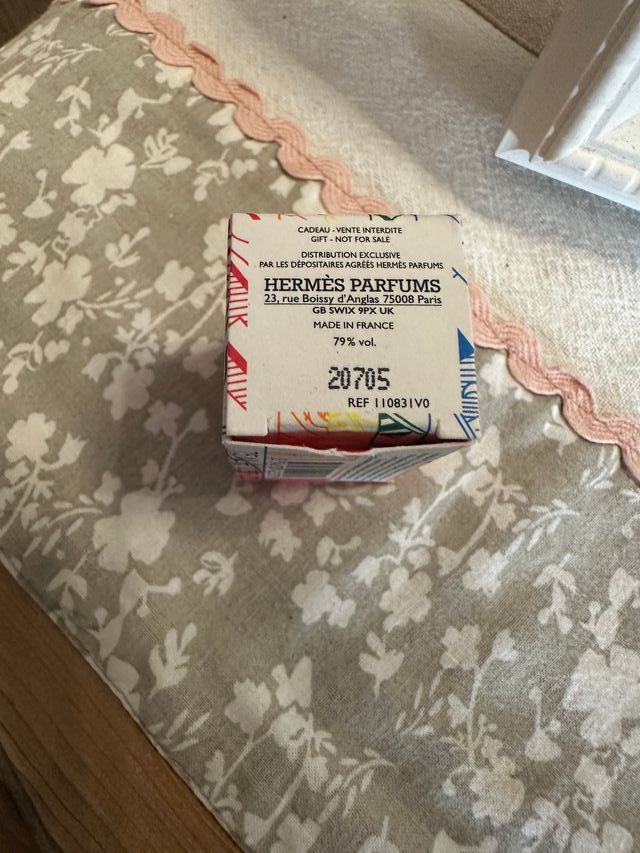 CADEAU - VENTE INTERDITE
GIFT - NOT FOR SALE
DISTRIBUTION EXCLUSIVE
PAR LES DÉPOSITAIRES AGRÉÉS HERMÈS PARFUMS
HERMÈS PARFUMS
23, rue Boissy d'Anglas 75008 Paris
GB SWIX 9PX UK
MADE IN FRANCE
79% vol.
20705
REF 110831V0